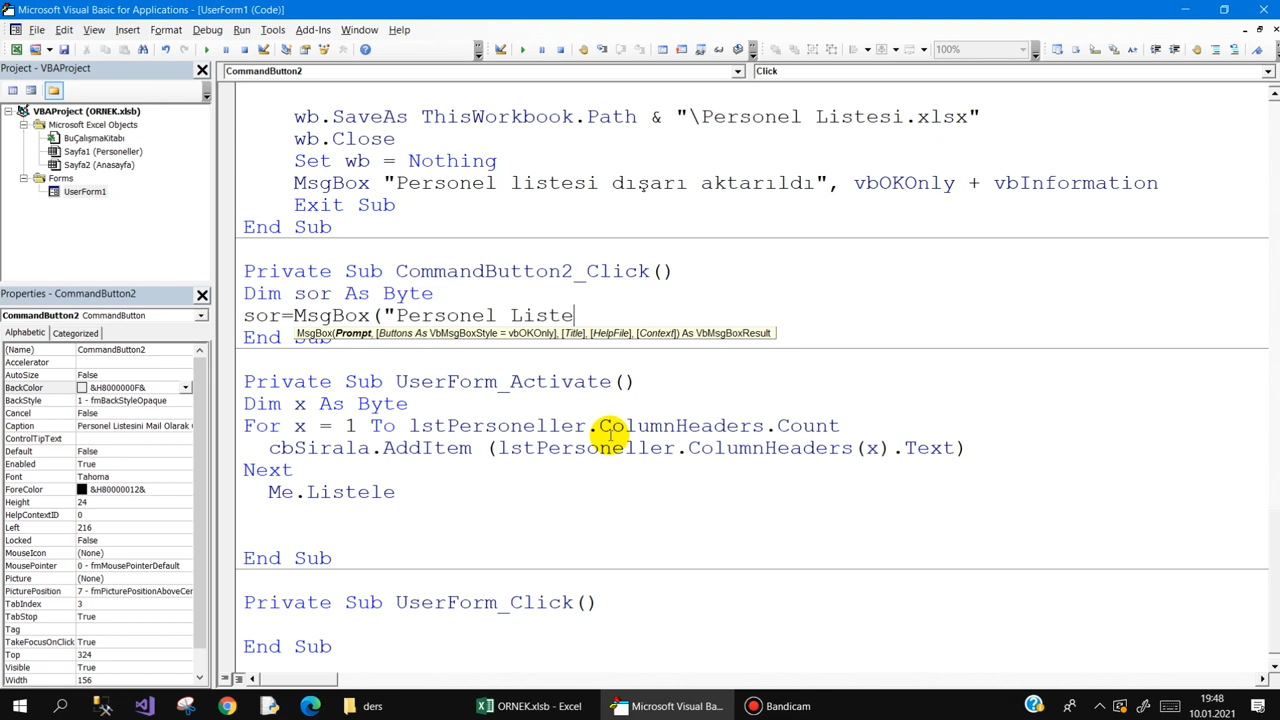 Microsoft Visual Basic for Applications - [UserForm1 (Code)]
File Edit View Insert Format Debug Run Tools Add-Ins Window Help
100%
Project - VBAProject
CommandButton2 Click
VBAProject (ORNEK.xlsb)
Microsoft Excel Objects
BuÇalışmaKitabı
Sayfa1 (Personeller)
Sayfa2 (Anasayfa)
Forms
UserForm1
Properties - CommandButton2
CommandButton2 CommandButton
Alphabetic Categorized
(Name) CommandButton2
Accelerator
AutoSize False
BackColor &H8000000F&
BackStyle 1 - fmBackStyleOpaque
Cancel False
Caption Personel Listesini Mail Olarak
ControlTipText
Default False
Enabled True
Font Tahoma
ForeColor &H80000012&
Height 24
HelpContextID 0
Left 216
Locked False
MouseIcon (None)
MousePointer 0 - fmMousePointerDefault
Picture (None)
PicturePosition 7 - fmPicturePositionAboveCen
TabIndex 3
TabStop True
Tag
TakeFocusOnClick True
Top 324
Visible True
Width 156
wb.SaveAs ThisWorkbook.Path & "\Personel Listesi.xlsx"
wb.Close
Set wb = Nothing
MsgBox "Personel listesi dışarı aktarıldı", vbOKOnly + vbInformation
Exit Sub
End Sub
Private Sub CommandButton2_Click()
Dim sor As Byte
sor=MsgBox("Personel Liste
MsgBox(Prompt, [Buttons As VbMsgBoxStyle = vbOKOnly], [Title], [HelpFile], [Context]) As VbMsgBoxResult
End Sub
Private Sub UserForm_Activate()
Dim x As Byte
For x = 1 To lstPersoneller.ColumnHeaders.Count
cbSirala.AddItem (lstPersoneller.ColumnHeaders(x).Text)
Next
Me.Listele
End Sub
Private Sub UserForm_Click()
End Sub
ders
ORNEK.xlsb - Excel
Microsoft Visual Ba...
Bandicam
19:48
10.01.2021